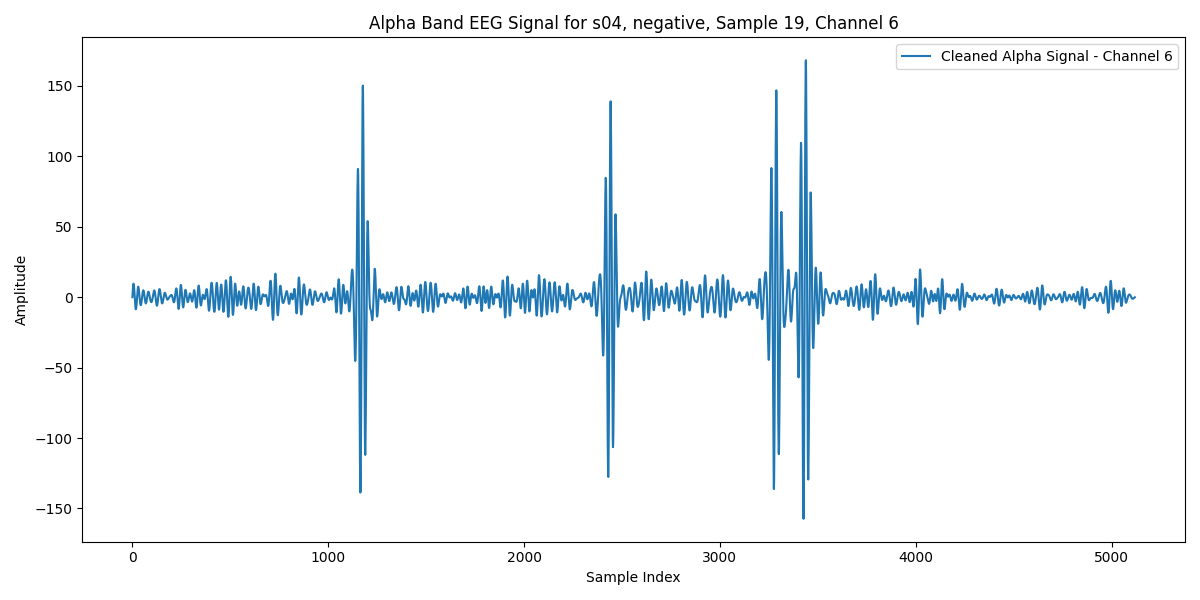 Alpha Band EEG Signal for s04, negative, Sample 19, Channel 6
Cleaned Alpha Signal - Channel 6
Amplitude
150
100
50
0
−50
−100
−150
0 1000 2000 3000 4000 5000
Sample Index